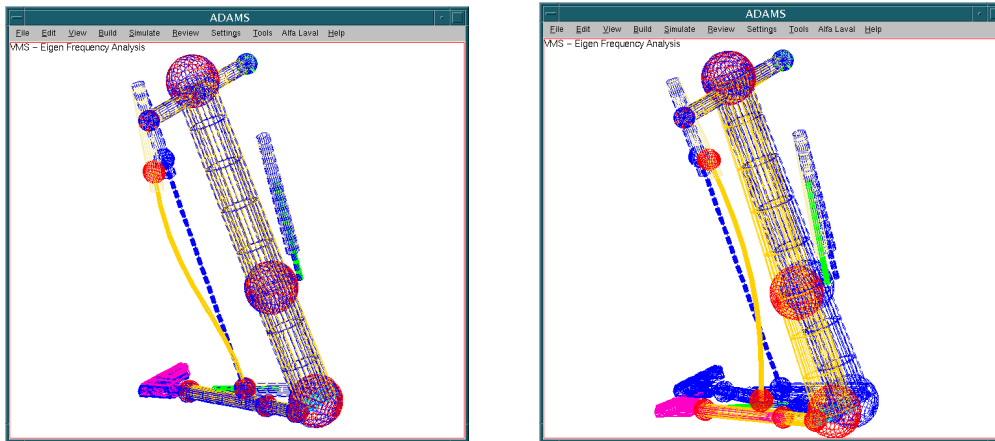 ADAMS
File Edit View Build Simulate Review Settings Tools Alfa Laval Help
VMS – Eigen Frequency Analysis
ADAMS
File Edit View Build Simulate Review Settings Tools Alfa Laval Help
VMS – Eigen Frequency Analysis